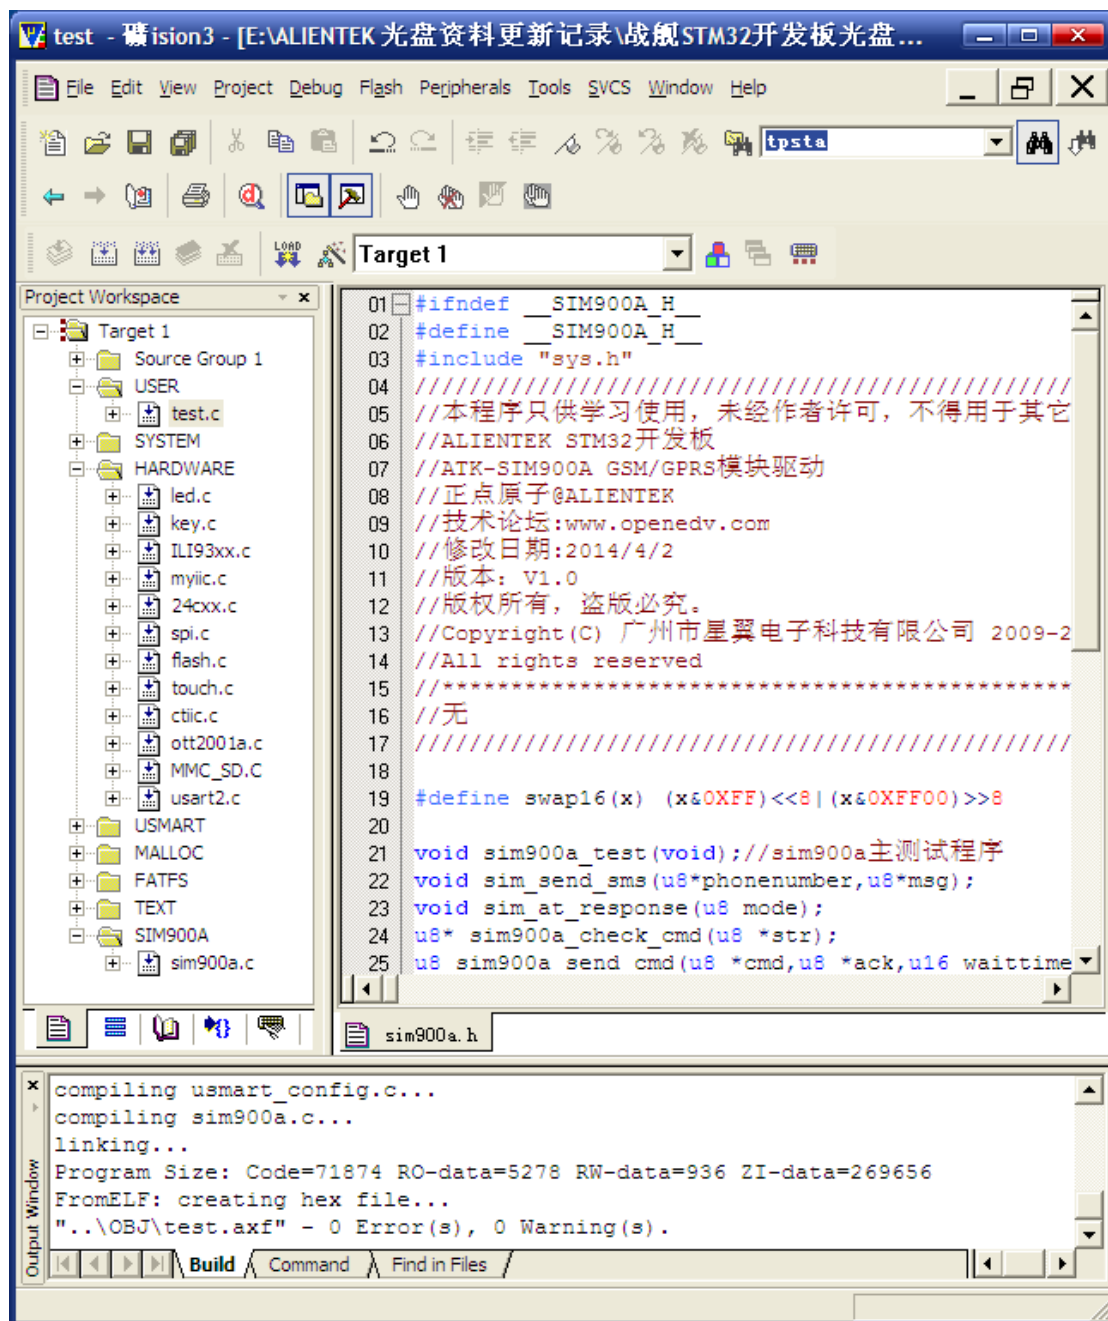 test - 礦ision3 - [E:\ALIENTEK 光盘资料更新记录\战舰STM32开发板光盘...
File Edit View Project Debug Flash Peripherals Tools SVCS Window Help
tpsta
LOAD
Target 1
Project Workspace
Target 1
Source Group 1
USER
test.c
SYSTEM
HARDWARE
led.c
key.c
ILI93xx.c
myiic.c
24cxx.c
spi.c
flash.c
touch.c
ctiic.c
ott2001a.c
MMC_SD.C
usart2.c
USMART
MALLOC
FATFS
TEXT
SIM900A
sim900a.c
01 #ifndef __SIM900A_H__
02 #define __SIM900A_H__
03 #include "sys.h"
04 ////////////////////////////////////////////////
05 //本程序只供学习使用，未经作者许可，不得用于其它
06 //ALIENTEK STM32开发板
07 //ATK-SIM900A GSM/GPRS模块驱动
08 //正点原子@ALIENTEK
09 //技术论坛:www.openedv.com
10 //修改日期:2014/4/2
11 //版本：V1.0
12 //版权所有，盗版必究。
13 //Copyright(C) 广州市星翼电子科技有限公司 2009-2
14 //All rights reserved
15 //**********************************************
16 //无
17 ////////////////////////////////////////////////
18
19 #define swap16(x) (x&0XFF)<<8|(x&0XFF00)>>8
20
21 void sim900a_test(void);//sim900a主测试程序
22 void sim_send_sms(u8*phonenumber,u8*msg);
23 void sim_at_response(u8 mode);
24 u8* sim900a_check_cmd(u8 *str);
25 u8 sim900a_send_cmd(u8 *cmd,u8 *ack,u16 waittime
sim900a.h
compiling usmart_config.c...
compiling sim900a.c...
linking...
Program Size: Code=71874 RO-data=5278 RW-data=936 ZI-data=269656
FromELF: creating hex file...
"..\OBJ\test.axf" - 0 Error(s), 0 Warning(s).
Output Window
Build Command Find in Files